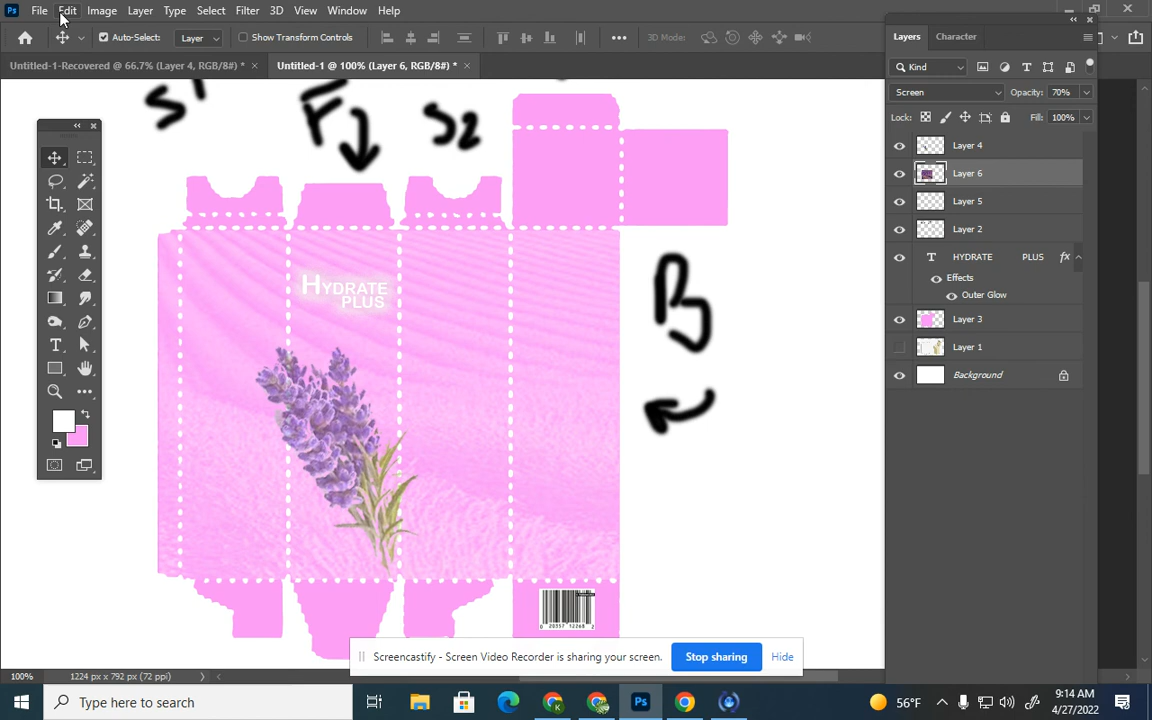 Ps File Edit Image Layer Type Select Filter 3D View Window Help
Auto-Select: Layer Show Transform Controls 3D Mode:
Untitled-1-Recovered @ 66.7% (Layer 4, RGB/8#) * Untitled-1 @ 100% (Layer 6, RGB/8#) *
Layers Character
Kind
Screen Opacity: 70%
Lock: Fill: 100%
Layer 4
Layer 6
Layer 5
Layer 2
HYDRATE PLUS fx
Effects
Outer Glow
Layer 3
Layer 1
Background
S1
F
S2
B
HYDRATE
PLUS
Screencastify - Screen Video Recorder is sharing your screen. Stop sharing Hide
100% 1224 px x 792 px (72 ppi)
Type here to search
56°F
9:14 AM
4/27/2022